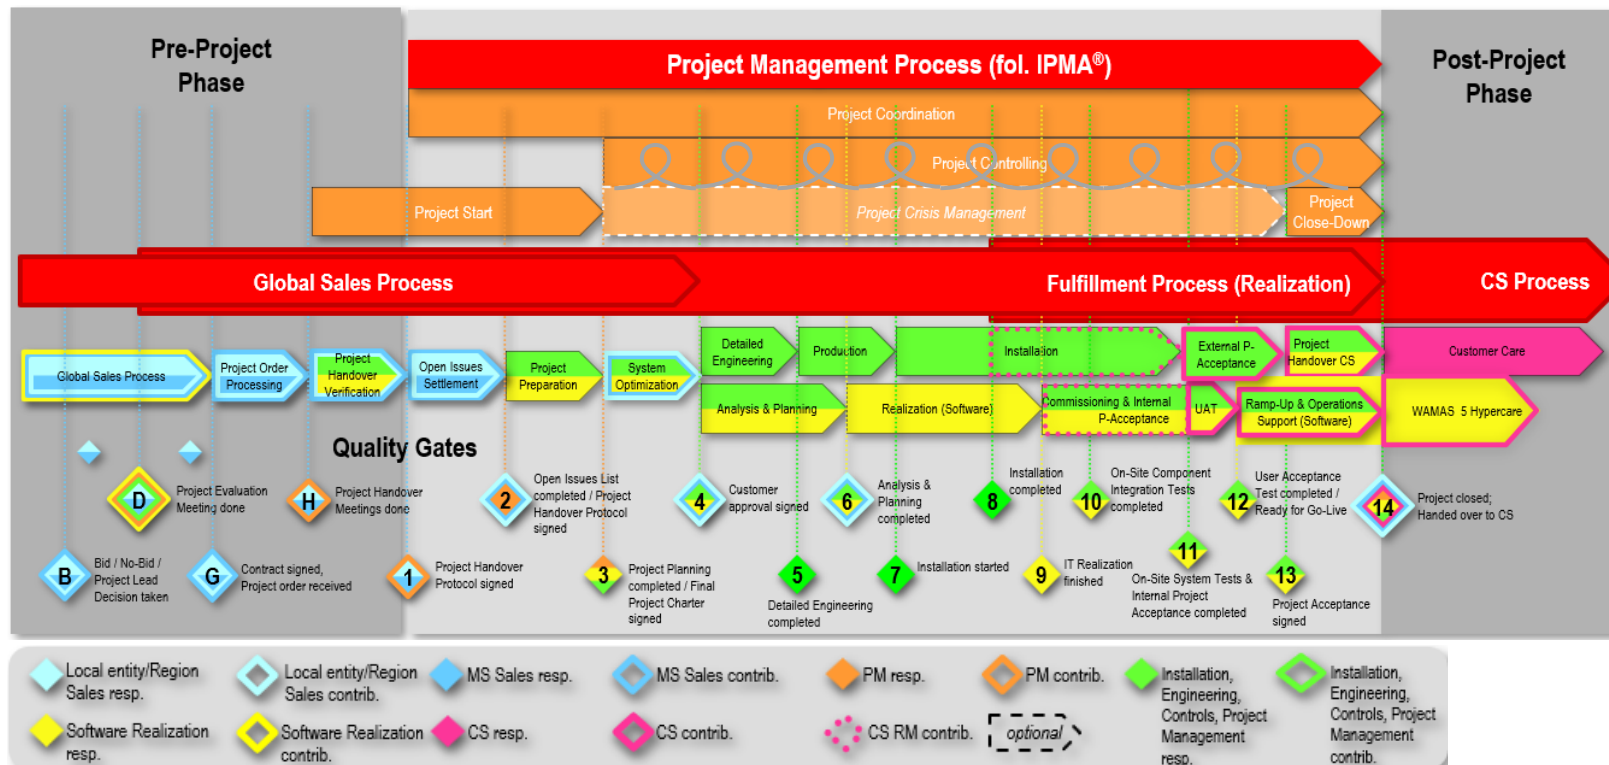 Pre-Project
Phase
Project Management Process (fol. IPMA®)
Post-Project
Phase
Project Coordination
Project Controlling
Project Start
Project Crisis Management
Project
Close-Down
Global Sales Process
Fulfillment Process (Realization)
CS Process
Global Sales Process
Project Order
Processing
Project
Handover
Verification
Open Issues
Settlement
Project
Preparation
System
Optimization
Detailed
Engineering
Production
Installation
External P-
Acceptance
Project
Handover CS
Customer Care
Analysis & Planning
Realization (Software)
Commissioning & Internal
P-Acceptance
UAT
Ramp-Up & Operations
Support (Software)
WAMAS 5 Hypercare
Quality Gates
D
Project Evaluation
Meeting done
H
Project Handover
Meetings done
2
Open Issues List
completed / Project
Handover Protocol
signed
4
Customer
approval signed
6
Analysis &
Planning
completed
8
Installation
completed
10
On-Site Component
Integration Tests
completed
12
User Acceptance
Test completed /
Ready for Go-Live
14
Project closed;
Handed over to CS
B
Bid / No-Bid /
Project Lead
Decision taken
G
Contract signed,
Project order received
1
Project Handover
Protocol signed
3
Project Planning
completed / Final
Project Charter
signed
5
Detailed Engineering
completed
7
Installation started
9
IT Realization
finished
11
On-Site System Tests &
Internal Project
Acceptance completed
13
Project Acceptance
signed
Local entity/Region
Sales resp.
Local entity/Region
Sales contrib.
MS Sales resp.
MS Sales contrib.
PM resp.
PM contrib.
Installation,
Engineering,
Controls, Project
Management
resp.
Installation,
Engineering,
Controls, Project
Management
contrib.
Software Realization
resp.
Software Realization
contrib.
CS resp.
CS contrib.
CS RM contrib.
optional